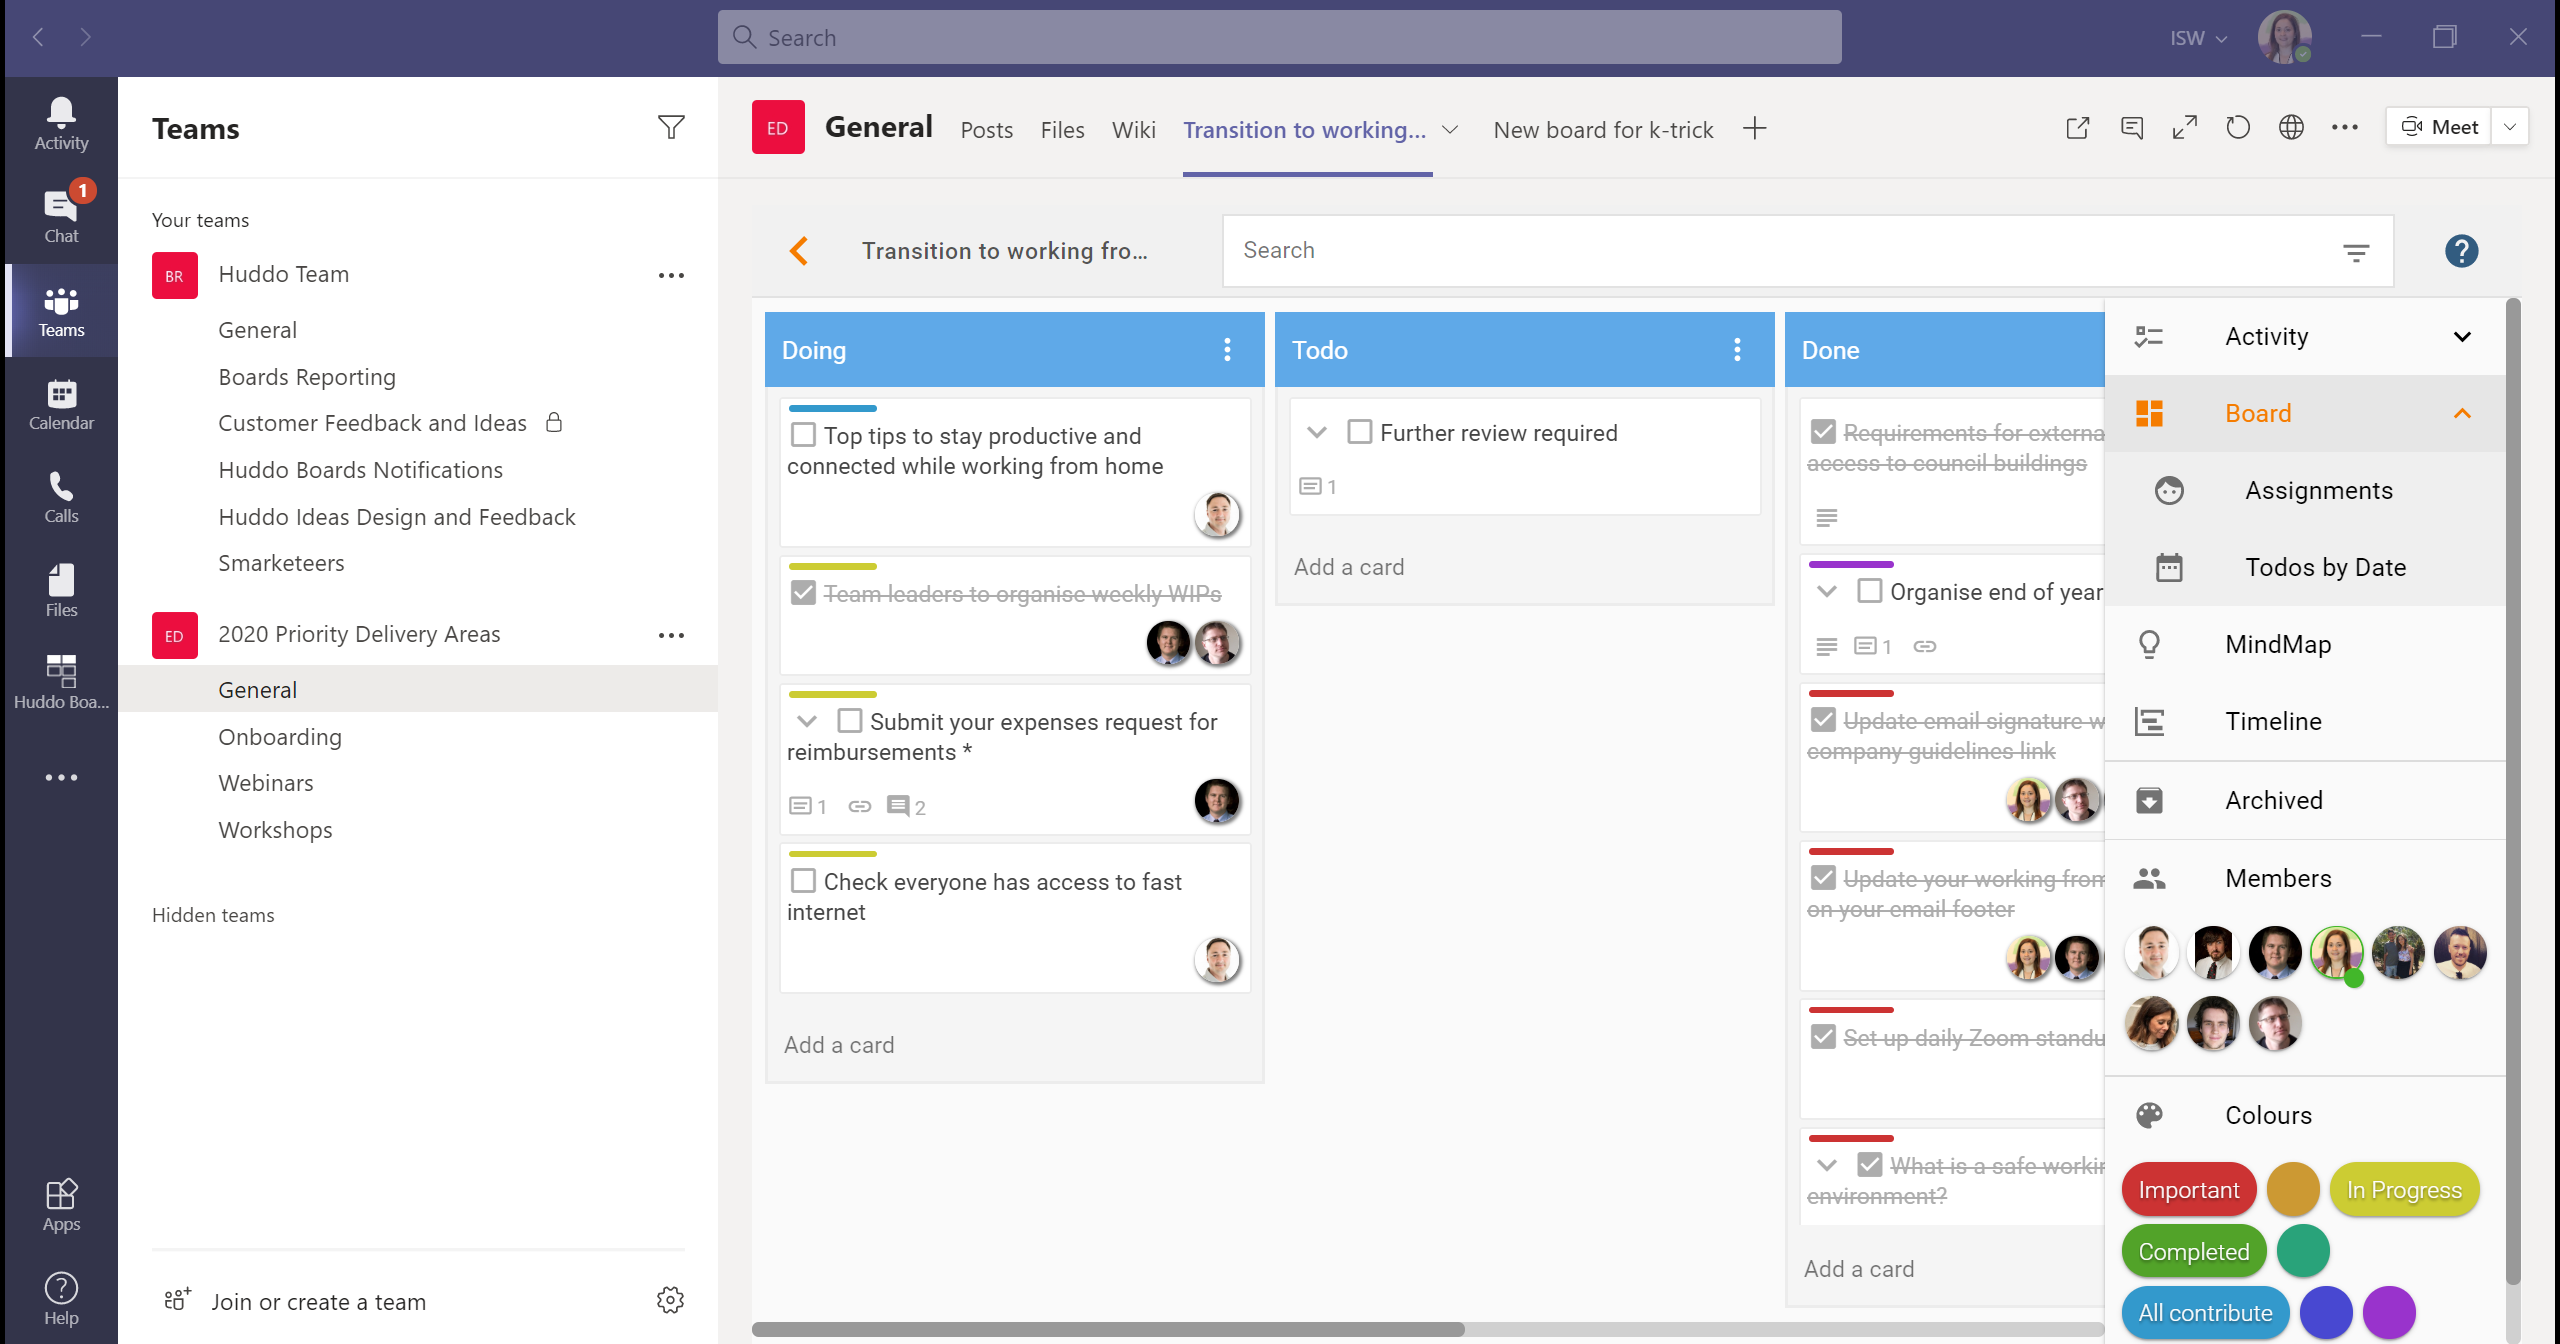 Search
ISW
Activity
1
Chat
Teams
Calendar
Calls
Files
Huddo Boa...
Apps
Help
Teams
Your teams
BR Huddo Team
General
Boards Reporting
Customer Feedback and Ideas
Huddo Boards Notifications
Huddo Ideas Design and Feedback
Smarketeers
ED 2020 Priority Delivery Areas
General
Onboarding
Webinars
Workshops
Hidden teams
Join or create a team
ED General Posts Files Wiki Transition to working... New board for k-trick
Meet
Transition to working fro...
Search
?
Doing
Top tips to stay productive and
connected while working from home
Team leaders to organise weekly WIPs
Submit your expenses request for
reimbursements *
1 2
Check everyone has access to fast
internet
Add a card
Todo
Further review required
1
Add a card
Done
Requirements for externa
access to council buildings
Organise end of year
1
Update email signature w
company guidelines link
Update your working from
on your email footer
Set up daily Zoom standu
What is a safe workin
environment?
Add a card
Activity
Board
Assignments
Todos by Date
MindMap
Timeline
Archived
Members
Colours
Important In Progress
Completed
All contribute